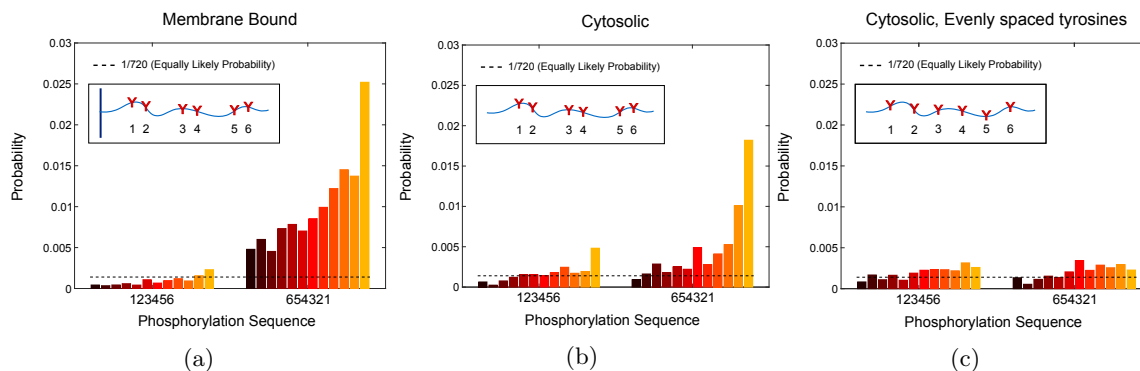 Membrane Bound
0.03
0.025
0.02
0.015
0.01
0.005
0
Probability
1/720 (Equally Likely Probability)
Y Y Y Y Y Y
1 2 3 4 5 6
123456 654321
Phosphorylation Sequence
(a)
Cytosolic
0.03
0.025
0.02
0.015
0.01
0.005
0
Probability
1/720 (Equally Likely Probability)
Y Y Y Y Y Y
1 2 3 4 5 6
123456 654321
Phosphorylation Sequence
(b)
Cytosolic, Evenly spaced tyrosines
0.03
0.025
0.02
0.015
0.01
0.005
0
Probability
1/720 (Equally Likely Probability)
Y Y Y Y Y Y
1 2 3 4 5 6
123456 654321
Phosphorylation Sequence
(c)